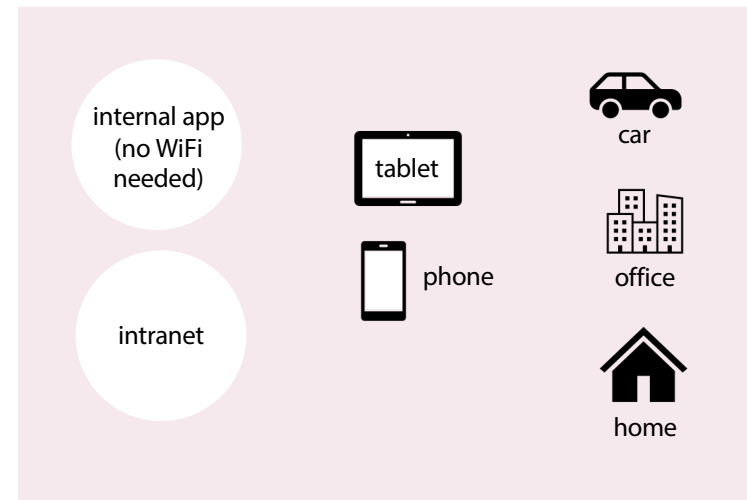 internal app
(no WiFi
needed)
intranet
tablet
phone
car
office
home